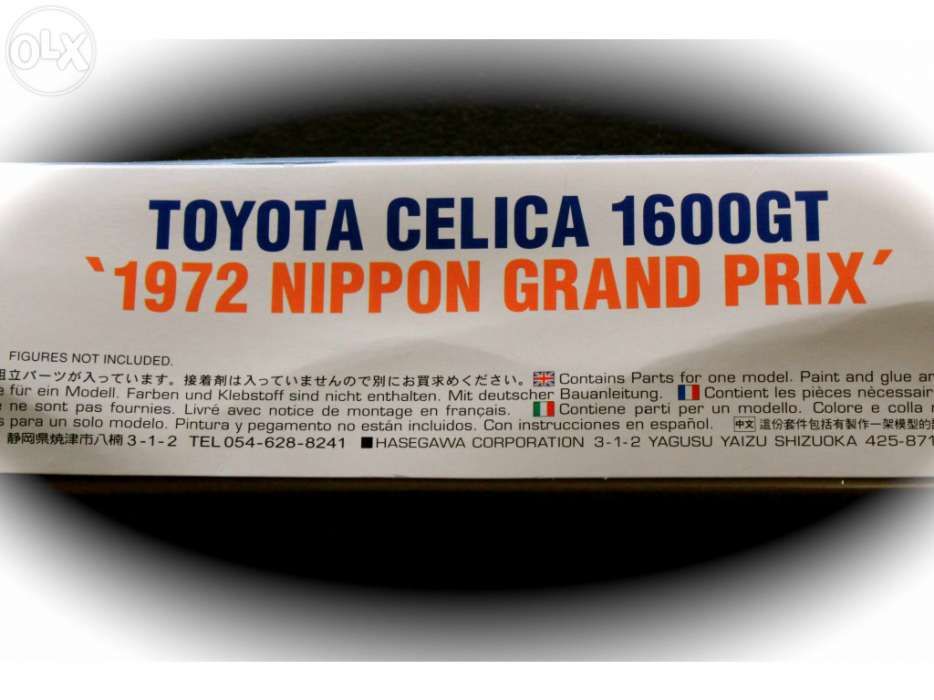 OLX
TOYOTA CELICA 1600GT
`1972 NIPPON GRAND PRIX´
FIGURES NOT INCLUDED.
組立パーツが入っています。接着剤は入っていませんので別にお買求めください。 Contains Parts for one model. Paint and glue
für ein Modell. Farben und Klebstoff sind nicht enthalten. Mit deutscher Bauanleitung. Contient les pièces
ne sont pas fournies. Livré avec notice de montage en français. Contiene parti per un modello. Colore e colla
para un solo modelo. Pintura y pegamento no están incluidos. Con instrucciones en español. 中文 這份套件包括有製作一架模型的
静岡県焼津市八楠3-1-2 TEL 054-628-8241 ■HASEGAWA CORPORATION 3-1-2 YAGUSU YAIZU SHIZUOKA 425-871